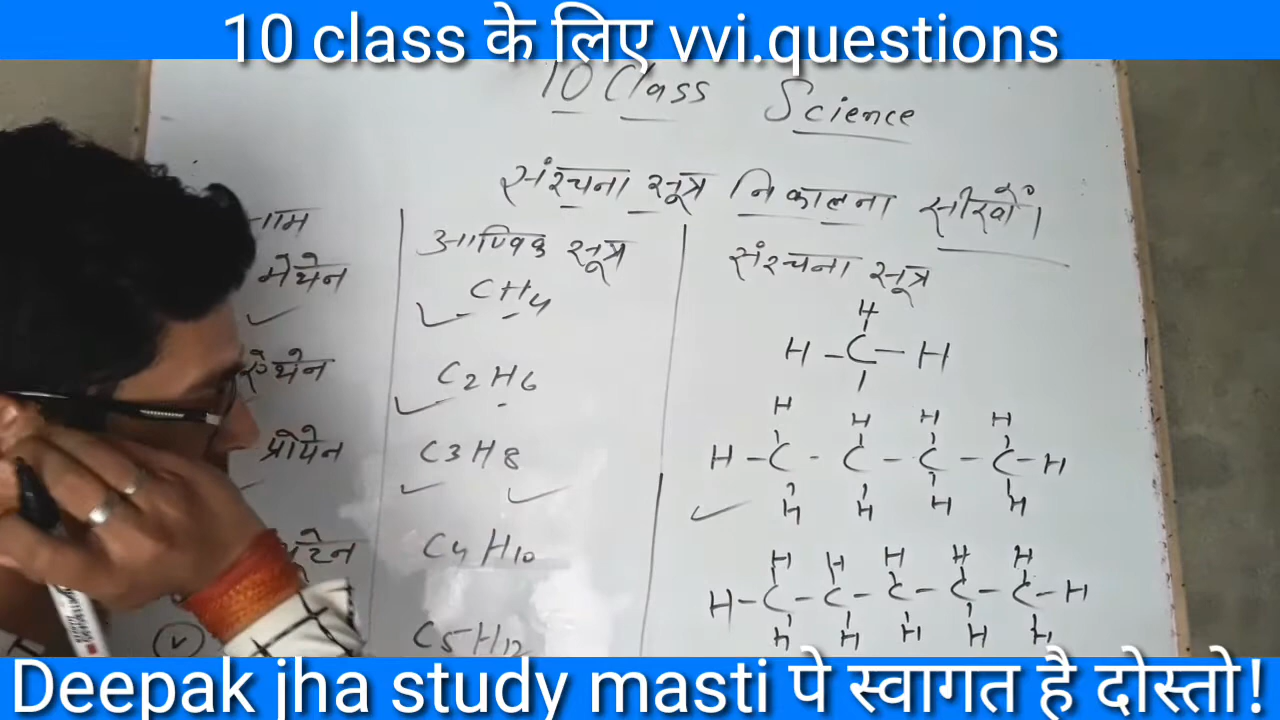 10 class के लिए vvi.questions
10 Class Science
संरचना सूत्र निकालना सीखें।
नाम आण्विक सूत्र संरचना सूत्र
मेथेन CH4
H
H - C - H
एथेन C2H6
H H H H
प्रोपेन C3H8 H - C - C - C - C - H
H H H H
C4H10
H H H H H
H - C - C - C - C - C - H
(v) C5H12 H H H H H
Deepak jha study masti पे स्वागत है दोस्तो!